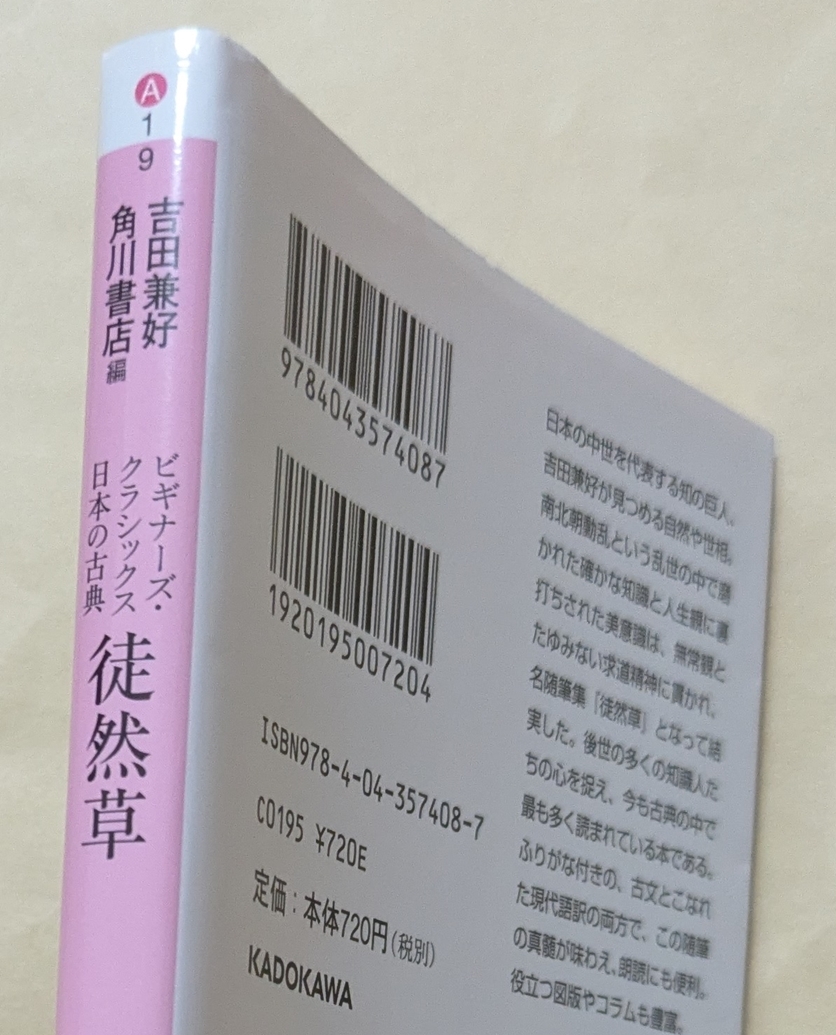 A
1
9
吉田兼好
角川書店 編
ビギナーズ・
クラシックス
日本の古典
徒然草
9784043574087
1920195007204
ISBN978-4-04-357408-7
C0195 ¥720E
定価：本体720円（税別）
KADOKAWA
日本の中世を代表する知の巨人、
吉田兼好が見つめる自然や世相。
南北朝動乱という乱世の中で磨
かれた確かな知識と人生観に裏
打ちされた美意識は、無常観と
たゆみない求道精神に貫かれ、
名随筆集「徒然草」となって結
実した。後世の多くの知識人た
ちの心を捉え、今も古典の中で
最も多く読まれている本である。
ふりがな付きの、古文とこなれ
た現代語訳の両方で、この随筆
の真髄が味わえ、朗読にも便利。
役立つ図版やコラムも豊富。